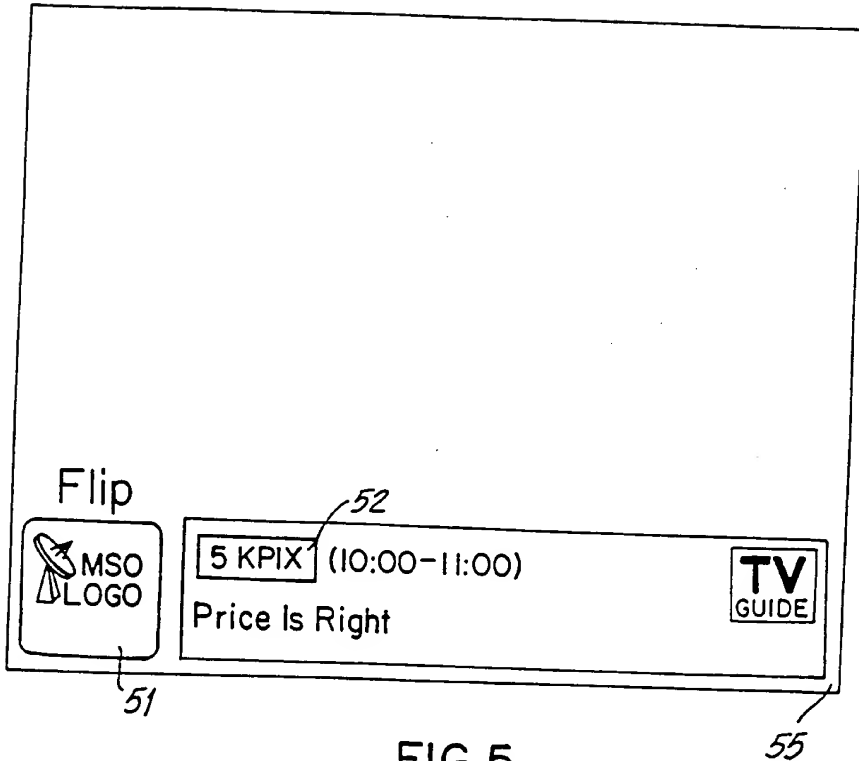 Flip
MSO
LOGO
51
5 KPIX (10:00-11:00)
52
Price Is Right
TV
GUIDE
55
FIG.5